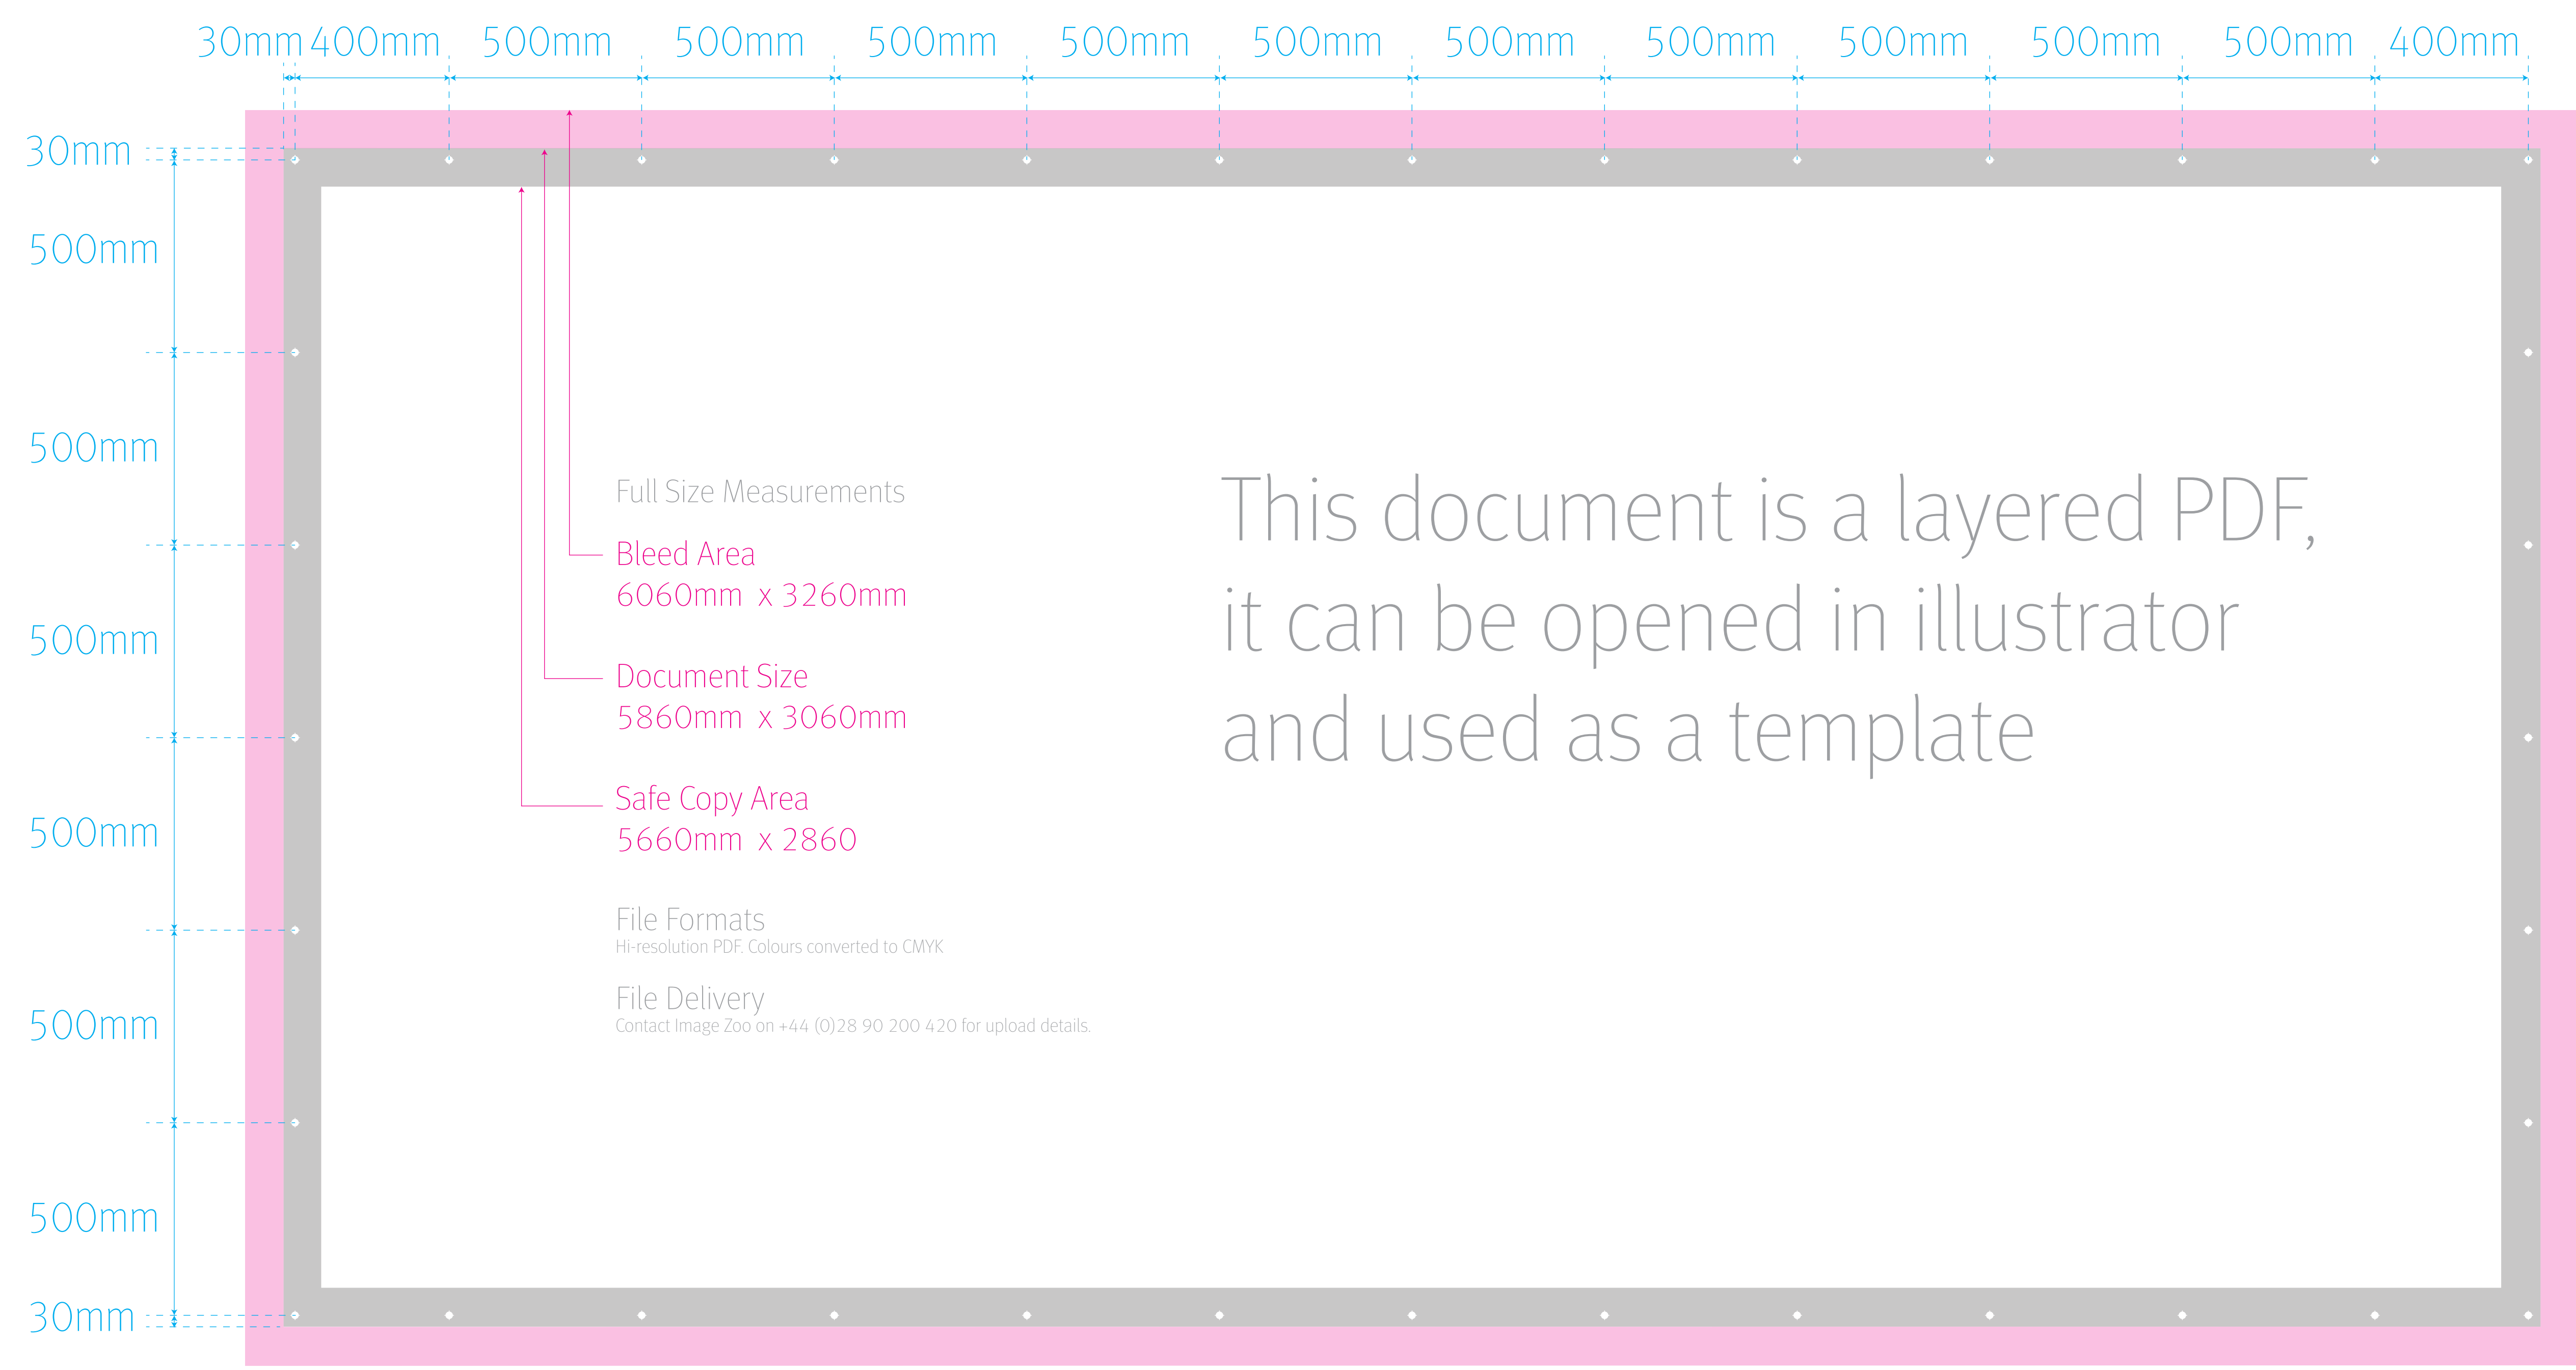 30mm 400mm 500mm 500mm 500mm 500mm 500mm 500mm 500mm 500mm 500mm 500mm 400mm
30mm
500mm
500mm
500mm
500mm
500mm
500mm
30mm
Full Size Measurements
Bleed Area
6060mm x 3260mm
Document Size
5860mm x 3060mm
Safe Copy Area
5660mm x 2860
File Formats
Hi-resolution PDF. Colours converted to CMYK
File Delivery
Contact Image Zoo on +44 (0)28 90 200 420 for upload details.
This document is a layered PDF,
it can be opened in illustrator
and used as a template